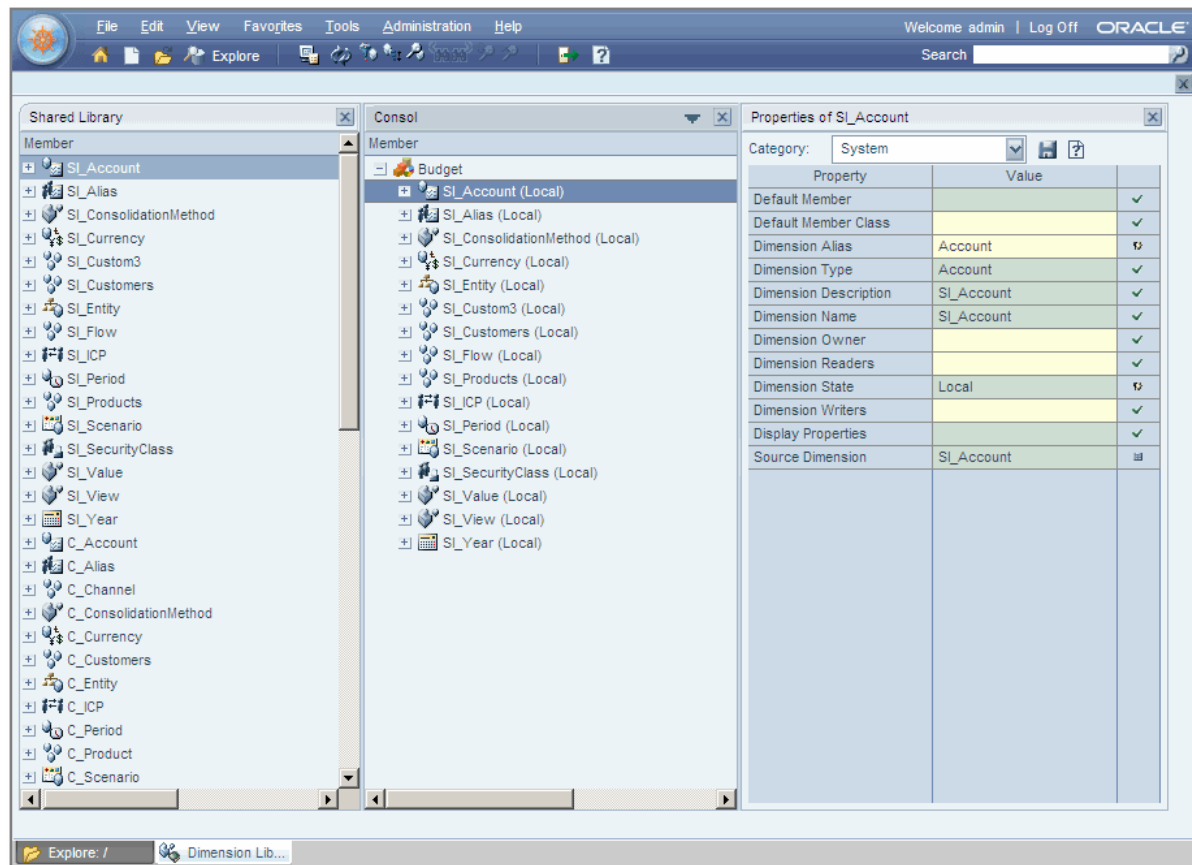 File Edit View Favorites Tools Administration Help
Welcome admin | Log Off ORACLE
Explore
Search
Shared Library
Member
SI_Account
SI_Alias
SI_ConsolidationMethod
SI_Currency
SI_Custom3
SI_Customers
SI_Entity
SI_Flow
SI_ICP
SI_Period
SI_Products
SI_Scenario
SI_SecurityClass
SI_Value
SI_View
SI_Year
C_Account
C_Alias
C_Channel
C_ConsolidationMethod
C_Currency
C_Customers
C_Entity
C_ICP
C_Period
C_Product
C_Scenario
Consol
Member
Budget
SI_Account (Local)
SI_Alias (Local)
SI_ConsolidationMethod (Local)
SI_Currency (Local)
SI_Entity (Local)
SI_Custom3 (Local)
SI_Customers (Local)
SI_Flow (Local)
SI_Products (Local)
SI_ICP (Local)
SI_Period (Local)
SI_Scenario (Local)
SI_SecurityClass (Local)
SI_Value (Local)
SI_View (Local)
SI_Year (Local)
Properties of SI_Account
Category: System
Property Value
Default Member
Default Member Class
Dimension Alias Account
Dimension Type Account
Dimension Description SI_Account
Dimension Name SI_Account
Dimension Owner
Dimension Readers
Dimension State Local
Dimension Writers
Display Properties
Source Dimension SI_Account
Explore: / Dimension Lib...